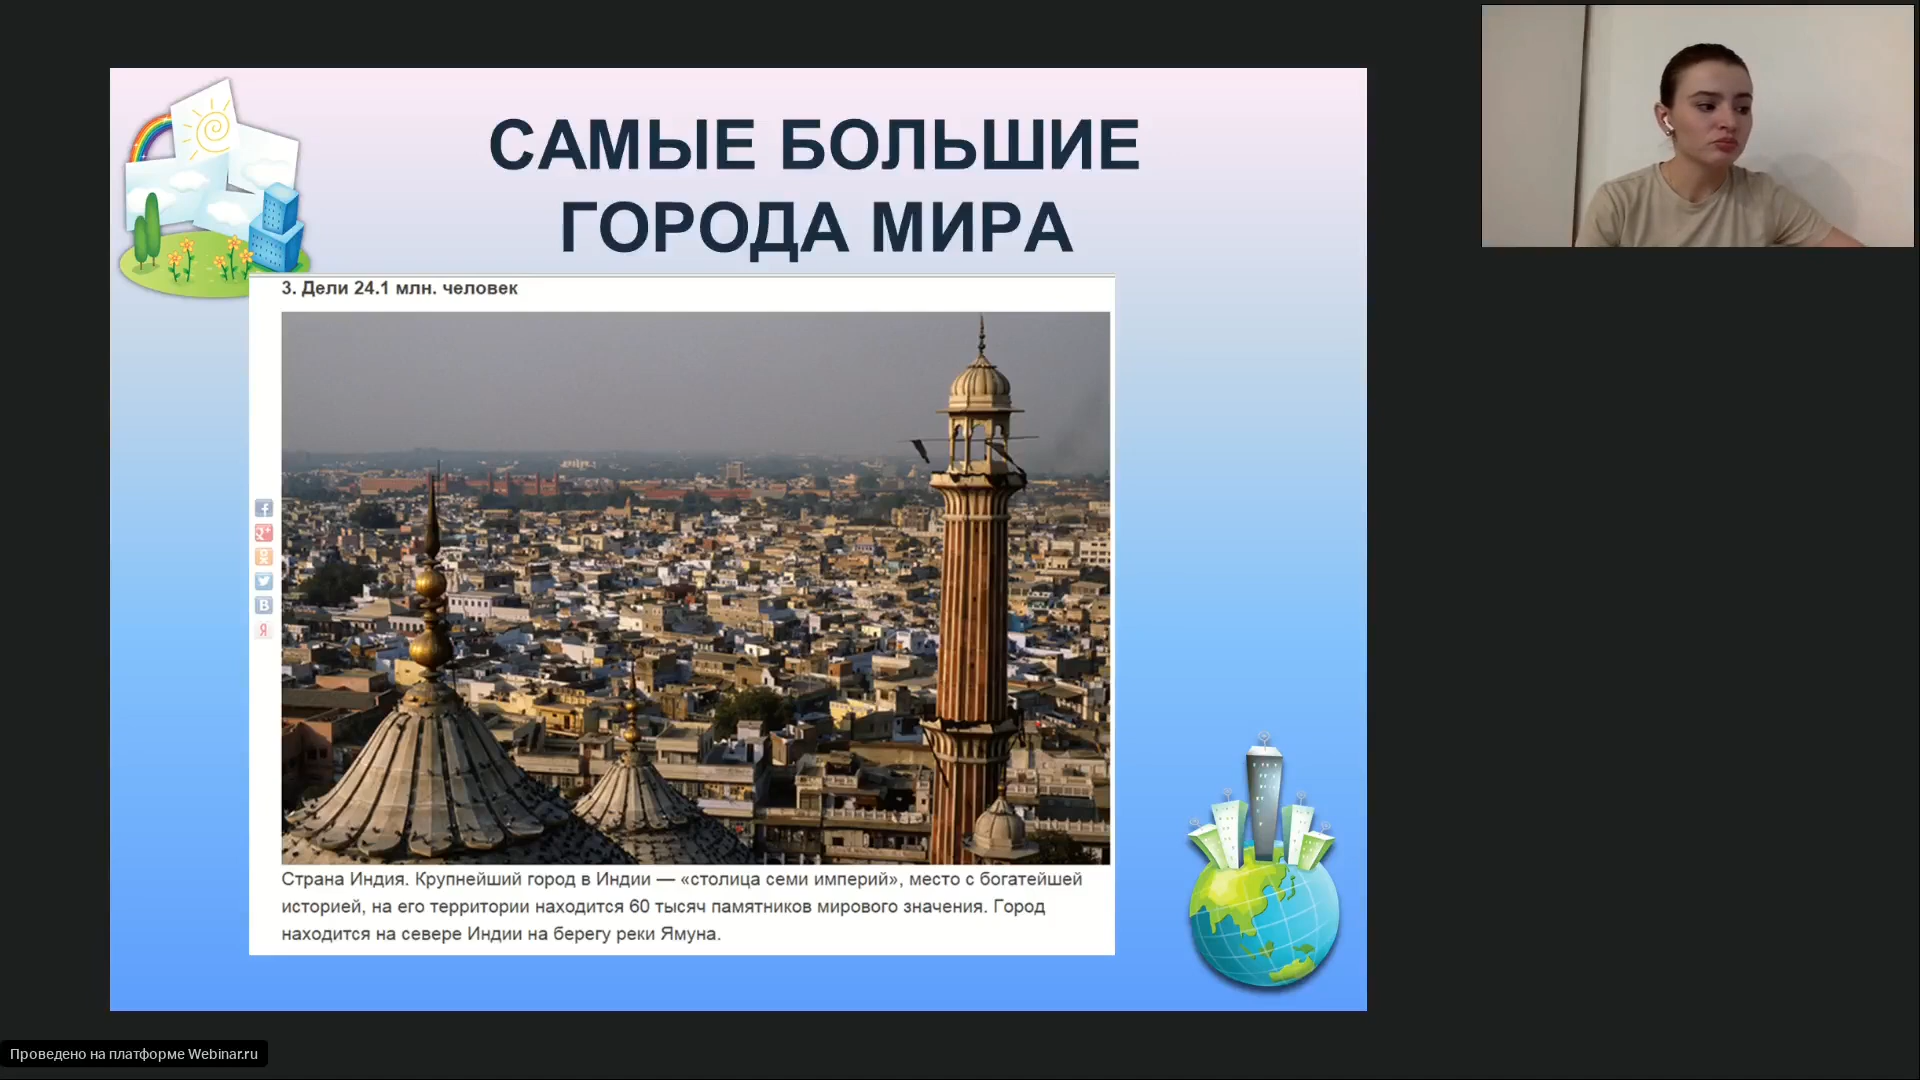 САМЫЕ БОЛЬШИЕ
ГОРОДА МИРА
3. Дели 24.1 млн. человек
Страна Индия. Крупнейший город в Индии — «столица семи империй», место с богатейшей
историей, на его территории находится 60 тысяч памятников мирового значения. Город
находится на севере Индии на берегу реки Ямуна.
Проведено на платформе Webinar.ru